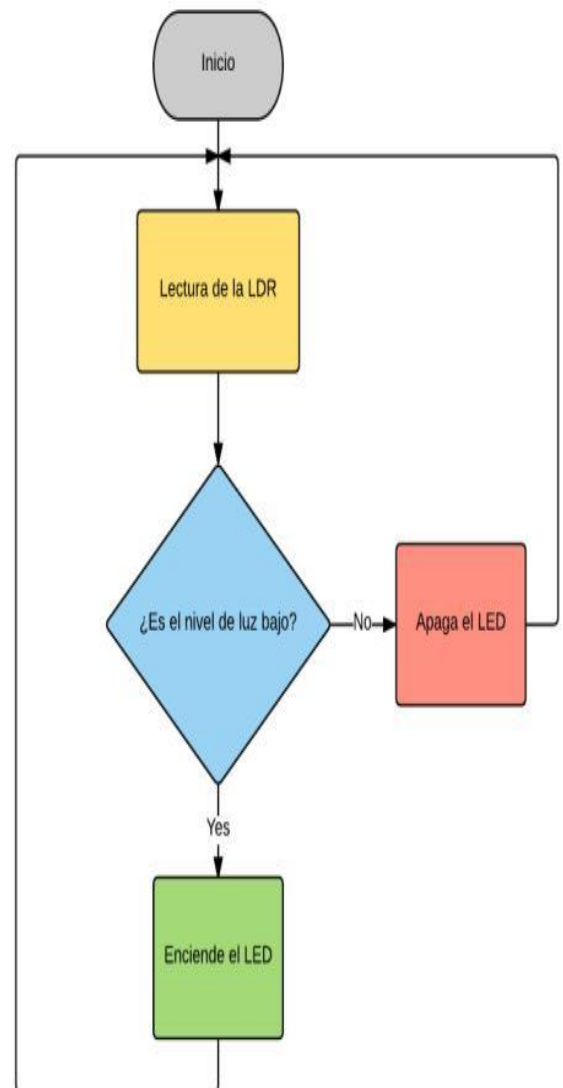 Inicio
Lectura de la LDR
¿Es el nivel de luz bajo?
No
Apaga el LED
Yes
Enciende el LED